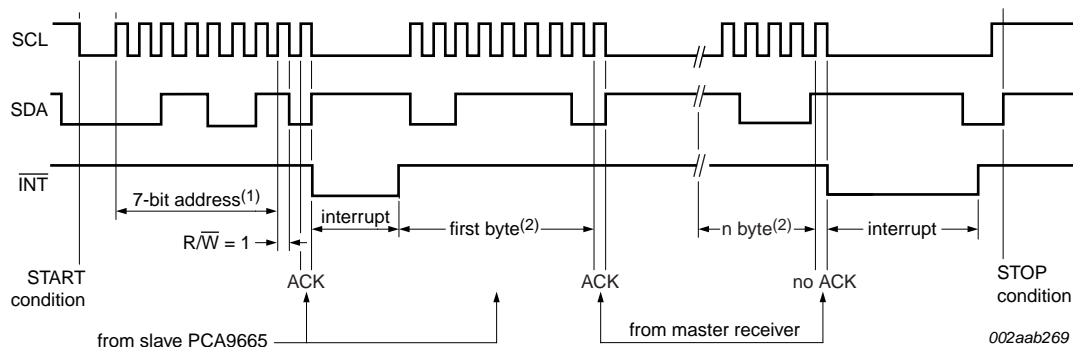 SCL
SDA
INT
7-bit address(1)
R/W = 1
interrupt
first byte(2)
n byte(2)
interrupt
START
condition
ACK
ACK
no ACK
STOP
condition
from slave PCA9665
from master receiver
002aab269